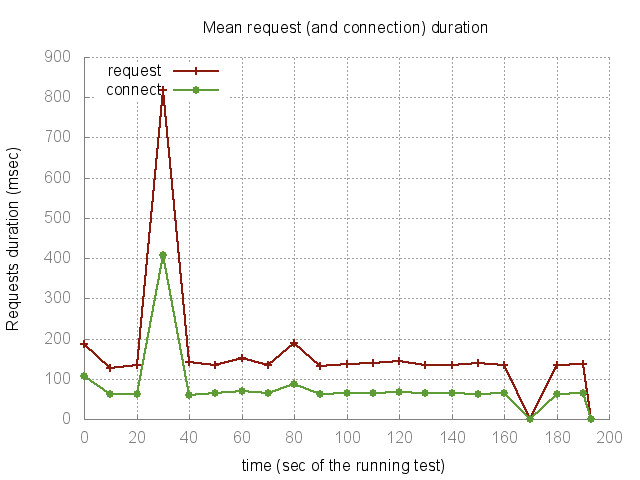 Mean request (and connection) duration
request
connect
900
800
700
600
500
400
300
200
100
0
Requests duration (msec)
0 20 40 60 80 100 120 140 160 180 200
time (sec of the running test)